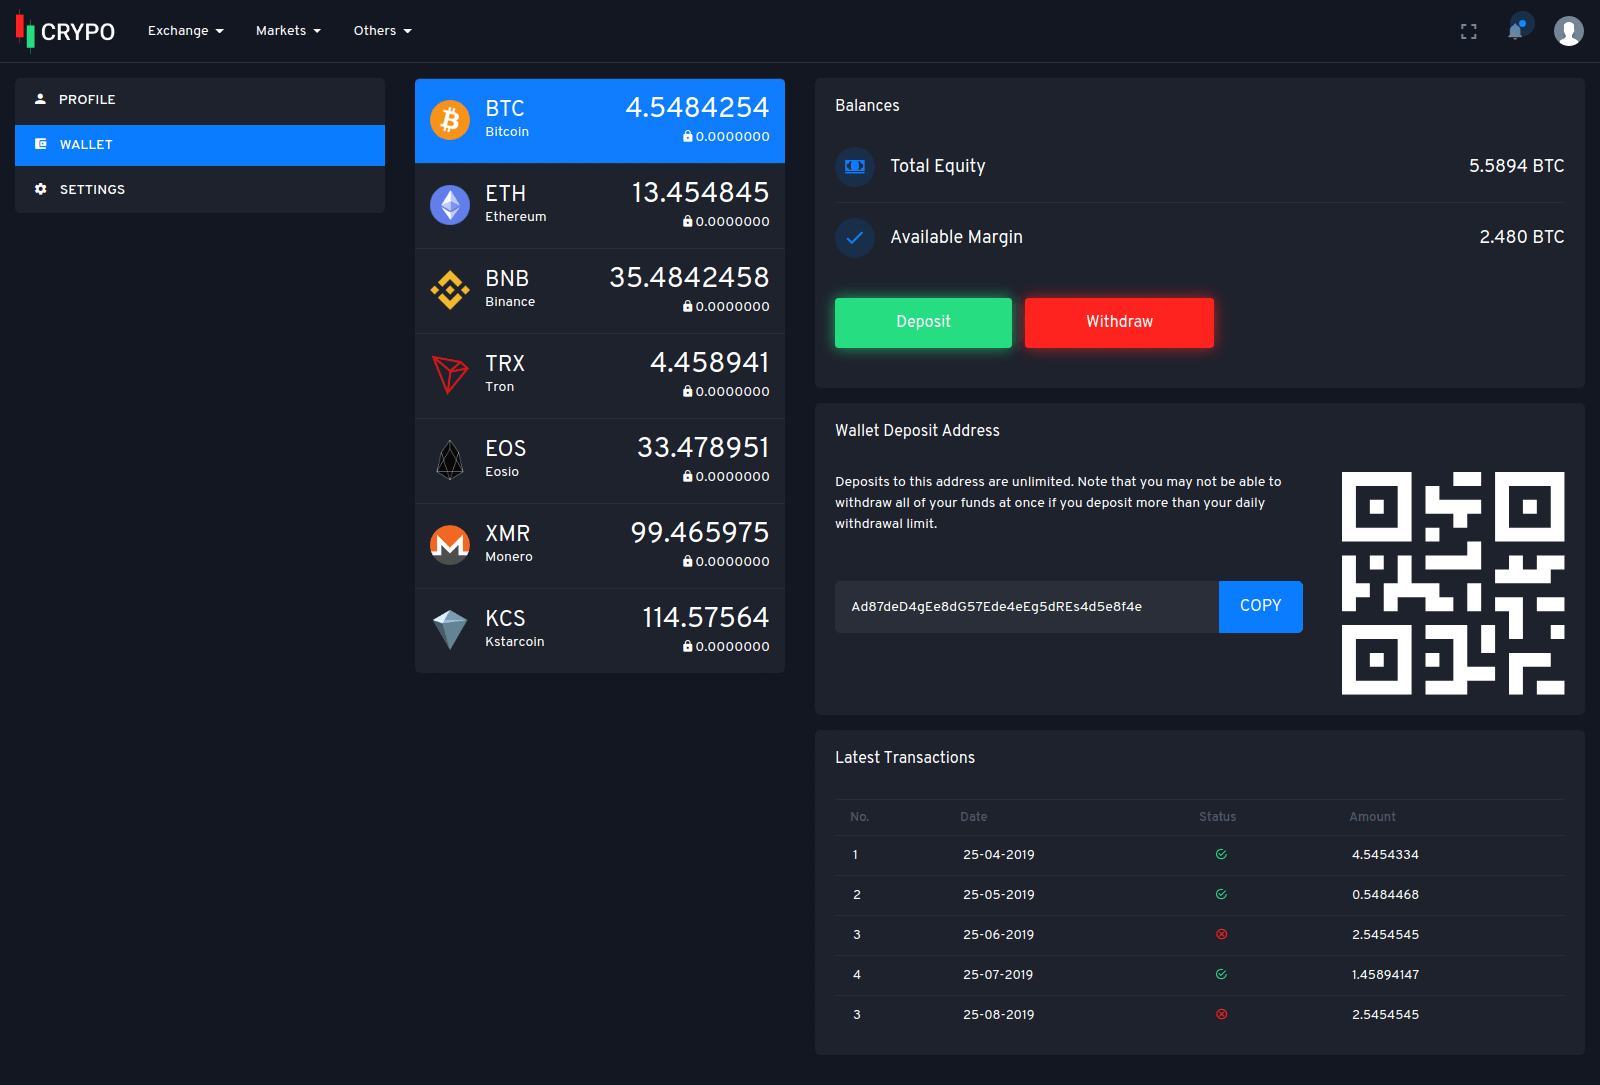 CRYPO
Exchange
Markets
Others
PROFILE
WALLET
SETTINGS
BTC 4.5484254
Bitcoin 0.0000000
ETH 13.454845
Ethereum 0.0000000
BNB 35.4842458
Binance 0.0000000
TRX 4.458941
Tron 0.0000000
EOS 33.478951
Eosio 0.0000000
XMR 99.465975
Monero 0.0000000
KCS 114.57564
Kstarcoin 0.0000000
Balances
Total Equity 5.5894 BTC
Available Margin 2.480 BTC
Deposit Withdraw
Wallet Deposit Address
Deposits to this address are unlimited. Note that you may not be able to
withdraw all of your funds at once if you deposit more than your daily
withdrawal limit.
Ad87deD4gEe8dG57Ede4eEg5dREs4d5e8f4e COPY
Latest Transactions
No. Date Status Amount
1 25-04-2019 4.5454334
2 25-05-2019 0.5484468
3 25-06-2019 2.5454545
4 25-07-2019 1.45894147
3 25-08-2019 2.5454545